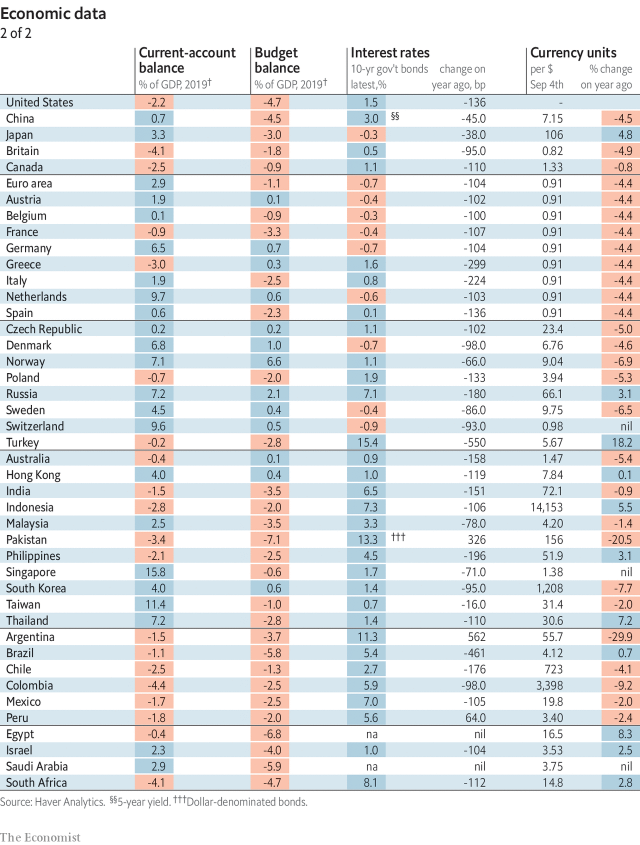 Economic data
2 of 2
Current-account balance % of GDP, 2019† Budget balance % of GDP, 2019† Interest rates 10-yr gov't bonds latest,% change on year ago, bp Currency units per $ Sep 4th % change on year ago
United States -2.2 -4.7 1.5 -136 -
China 0.7 -4.5 3.0 §§ -45.0 7.15 -4.5
Japan 3.3 -3.0 -0.3 -38.0 106 4.8
Britain -4.1 -1.8 0.5 -95.0 0.82 -4.9
Canada -2.5 -0.9 1.1 -110 1.33 -0.8
Euro area 2.9 -1.1 -0.7 -104 0.91 -4.4
Austria 1.9 0.1 -0.4 -102 0.91 -4.4
Belgium 0.1 -0.9 -0.3 -100 0.91 -4.4
France -0.9 -3.3 -0.4 -107 0.91 -4.4
Germany 6.5 0.7 -0.7 -104 0.91 -4.4
Greece -3.0 0.3 1.6 -299 0.91 -4.4
Italy 1.9 -2.5 0.8 -224 0.91 -4.4
Netherlands 9.7 0.6 -0.6 -103 0.91 -4.4
Spain 0.6 -2.3 0.1 -136 0.91 -4.4
Czech Republic 0.2 0.2 1.1 -102 23.4 -5.0
Denmark 6.8 1.0 -0.7 -98.0 6.76 -4.6
Norway 7.1 6.6 1.1 -66.0 9.04 -6.9
Poland -0.7 -2.0 1.9 -133 3.94 -5.3
Russia 7.2 2.1 7.1 -180 66.1 3.1
Sweden 4.5 0.4 -0.4 -86.0 9.75 -6.5
Switzerland 9.6 0.5 -0.9 -93.0 0.98 nil
Turkey -0.2 -2.8 15.4 -550 5.67 18.2
Australia -0.4 0.1 0.9 -158 1.47 -5.4
Hong Kong 4.0 0.4 1.0 -119 7.84 0.1
India -1.5 -3.5 6.5 -151 72.1 -0.9
Indonesia -2.8 -2.0 7.3 -106 14,153 5.5
Malaysia 2.5 -3.5 3.3 -78.0 4.20 -1.4
Pakistan -3.4 -7.1 13.3 ††† 326 156 -20.5
Philippines -2.1 -2.5 4.5 -196 51.9 3.1
Singapore 15.8 -0.6 1.7 -71.0 1.38 nil
South Korea 4.0 0.6 1.4 -95.0 1,208 -7.7
Taiwan 11.4 -1.0 0.7 -16.0 31.4 -2.0
Thailand 7.2 -2.8 1.4 -110 30.6 7.2
Argentina -1.5 -3.7 11.3 562 55.7 -29.9
Brazil -1.1 -5.8 5.4 -461 4.12 0.7
Chile -2.5 -1.3 2.7 -176 723 -4.1
Colombia -4.4 -2.5 5.9 -98.0 3,398 -9.2
Mexico -1.7 -2.5 7.0 -105 19.8 -2.0
Peru -1.8 -2.0 5.6 64.0 3.40 -2.4
Egypt -0.4 -6.8 na nil 16.5 8.3
Israel 2.3 -4.0 1.0 -104 3.53 2.5
Saudi Arabia 2.9 -5.9 na nil 3.75 nil
South Africa -4.1 -4.7 8.1 -112 14.8 2.8
Source: Haver Analytics. §§5-year yield. †††Dollar-denominated bonds.
The Economist